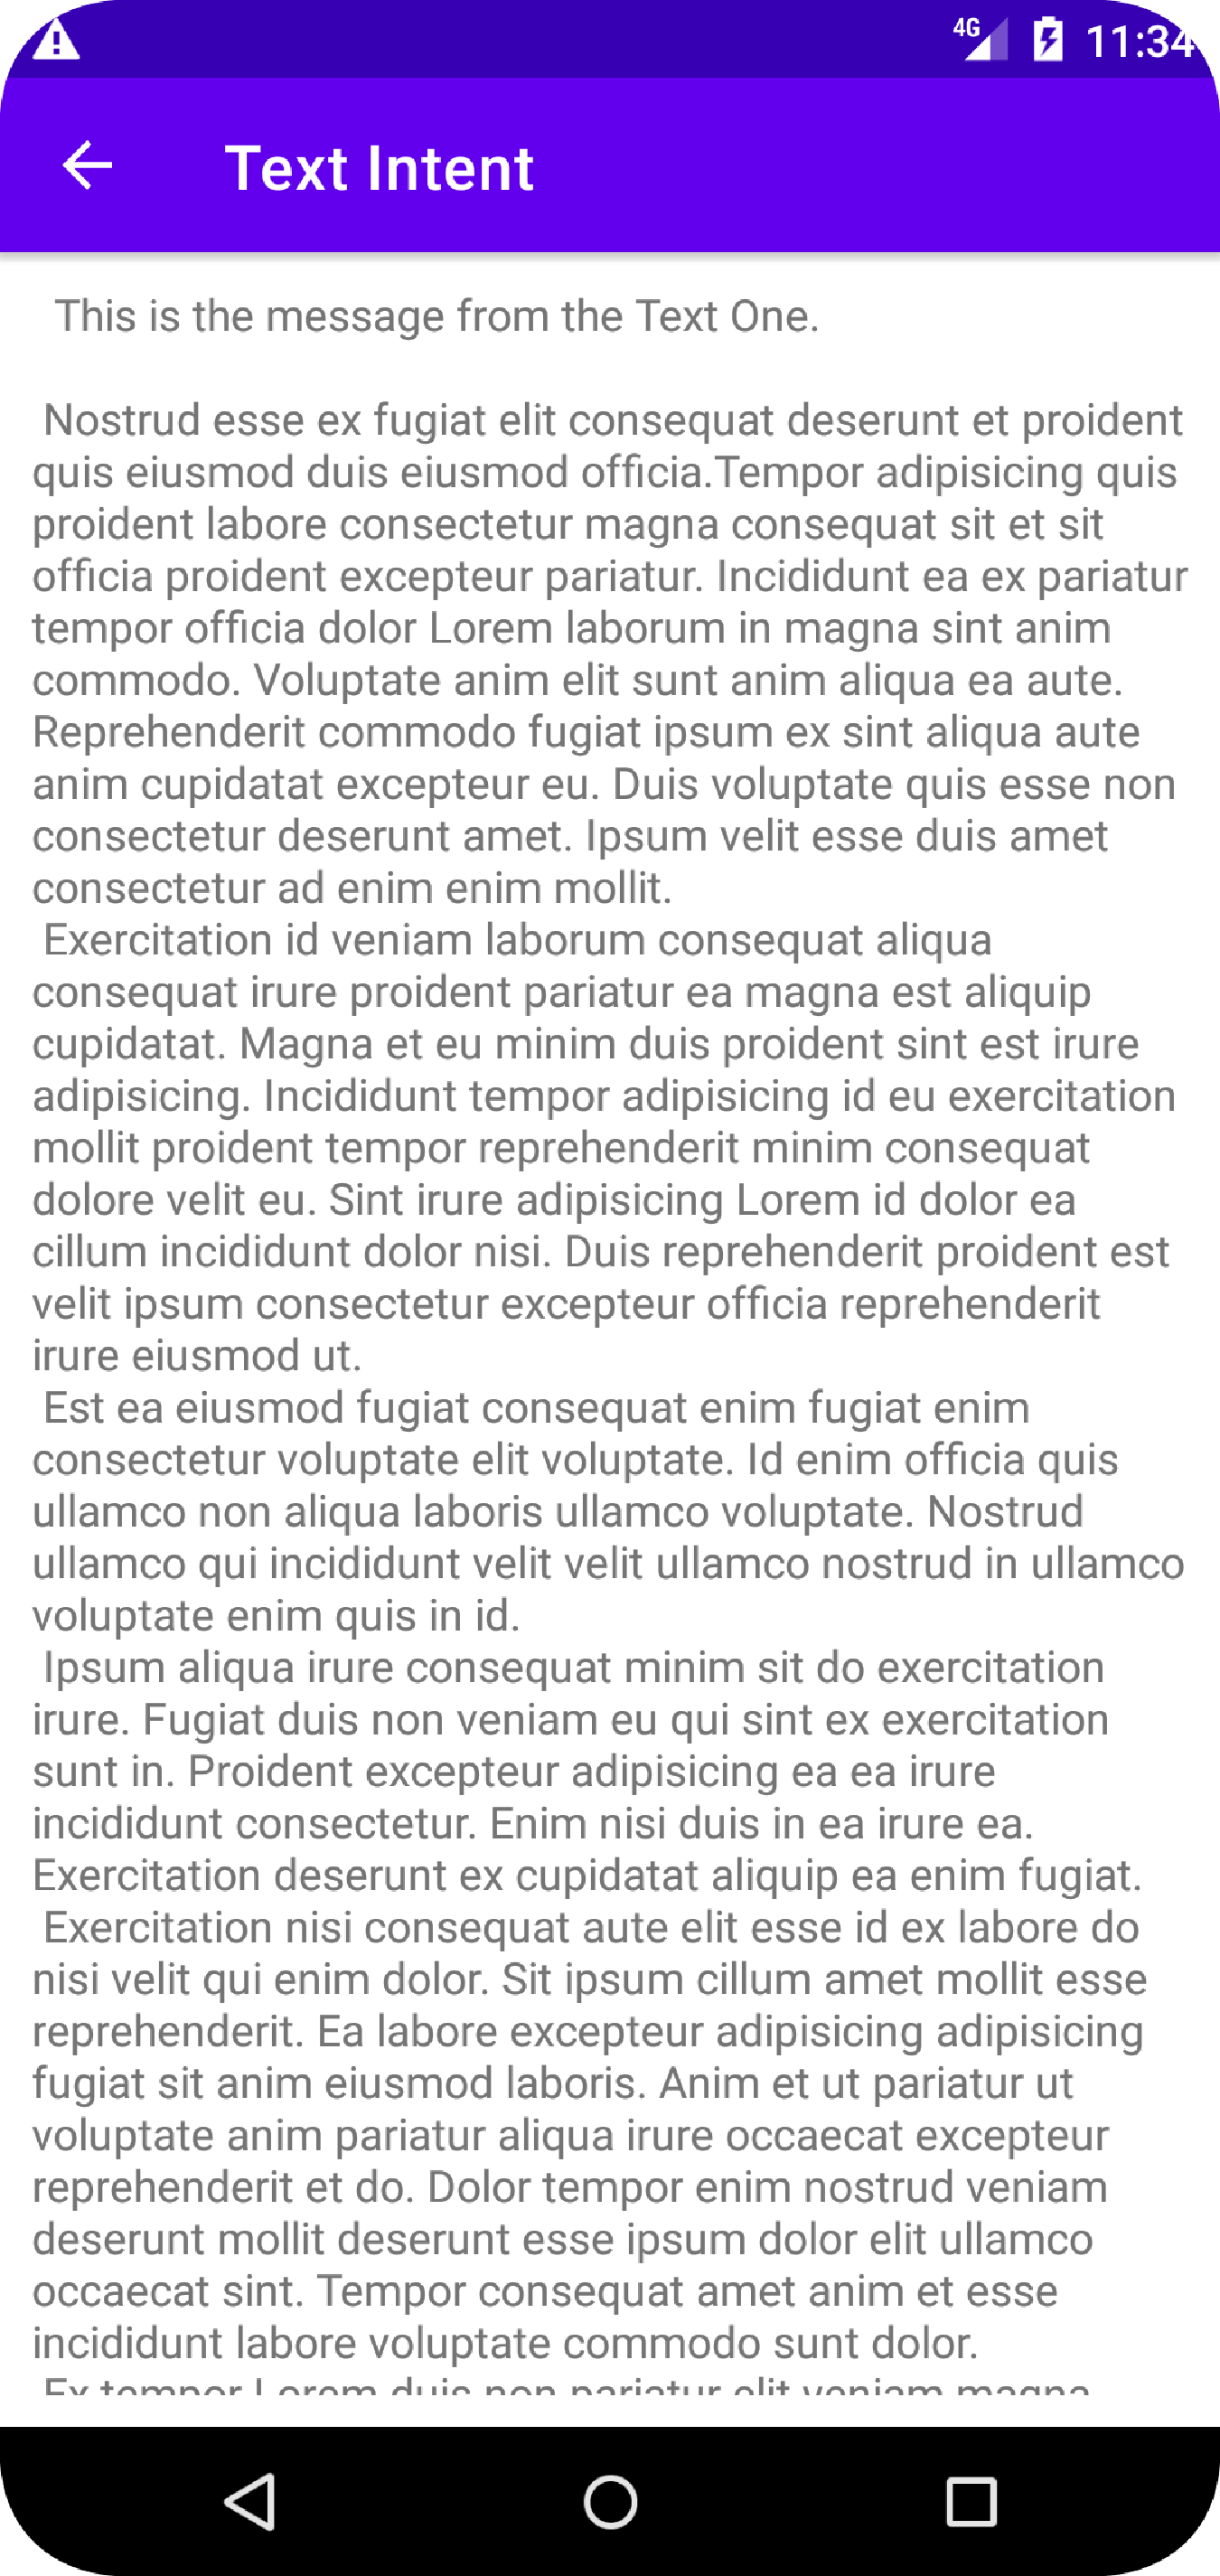 4G 11:34
Text Intent
This is the message from the Text One.
Nostrud esse ex fugiat elit consequat deserunt et proident
quis eiusmod duis eiusmod officia.Tempor adipisicing quis
proident labore consectetur magna consequat sit et sit
officia proident excepteur pariatur. Incididunt ea ex pariatur
tempor officia dolor Lorem laborum in magna sint anim
commodo. Voluptate anim elit sunt anim aliqua ea aute.
Reprehenderit commodo fugiat ipsum ex sint aliqua aute
anim cupidatat excepteur eu. Duis voluptate quis esse non
consectetur deserunt amet. Ipsum velit esse duis amet
consectetur ad enim enim mollit.
Exercitation id veniam laborum consequat aliqua
consequat irure proident pariatur ea magna est aliquip
cupidatat. Magna et eu minim duis proident sint est irure
adipisicing. Incididunt tempor adipisicing id eu exercitation
mollit proident tempor reprehenderit minim consequat
dolore velit eu. Sint irure adipisicing Lorem id dolor ea
cillum incididunt dolor nisi. Duis reprehenderit proident est
velit ipsum consectetur excepteur officia reprehenderit
irure eiusmod ut.
Est ea eiusmod fugiat consequat enim fugiat enim
consectetur voluptate elit voluptate. Id enim officia quis
ullamco non aliqua laboris ullamco voluptate. Nostrud
ullamco qui incididunt velit velit ullamco nostrud in ullamco
voluptate enim quis in id.
Ipsum aliqua irure consequat minim sit do exercitation
irure. Fugiat duis non veniam eu qui sint ex exercitation
sunt in. Proident excepteur adipisicing ea ea irure
incididunt consectetur. Enim nisi duis in ea irure ea.
Exercitation deserunt ex cupidatat aliquip ea enim fugiat.
Exercitation nisi consequat aute elit esse id ex labore do
nisi velit qui enim dolor. Sit ipsum cillum amet mollit esse
reprehenderit. Ea labore excepteur adipisicing adipisicing
fugiat sit anim eiusmod laboris. Anim et ut pariatur ut
voluptate anim pariatur aliqua irure occaecat excepteur
reprehenderit et do. Dolor tempor enim nostrud veniam
deserunt mollit deserunt esse ipsum dolor elit ullamco
occaecat sint. Tempor consequat amet anim et esse
incididunt labore voluptate commodo sunt dolor.
Ex tempor Lorem duis non pariatur elit veniam magna